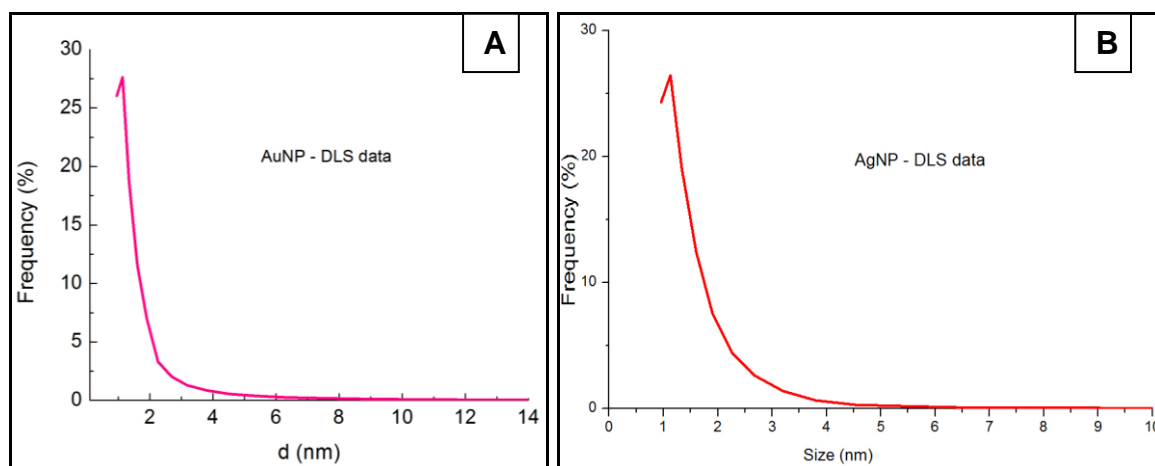 A
30
25
20
15
10
5
0
Frequency (%)
AuNP - DLS data
2 4 6 8 10 12 14
d (nm)
B
30
20
10
0
Frequency (%)
AgNP - DLS data
0 1 2 3 4 5 6 7 8 9 10
Size (nm)